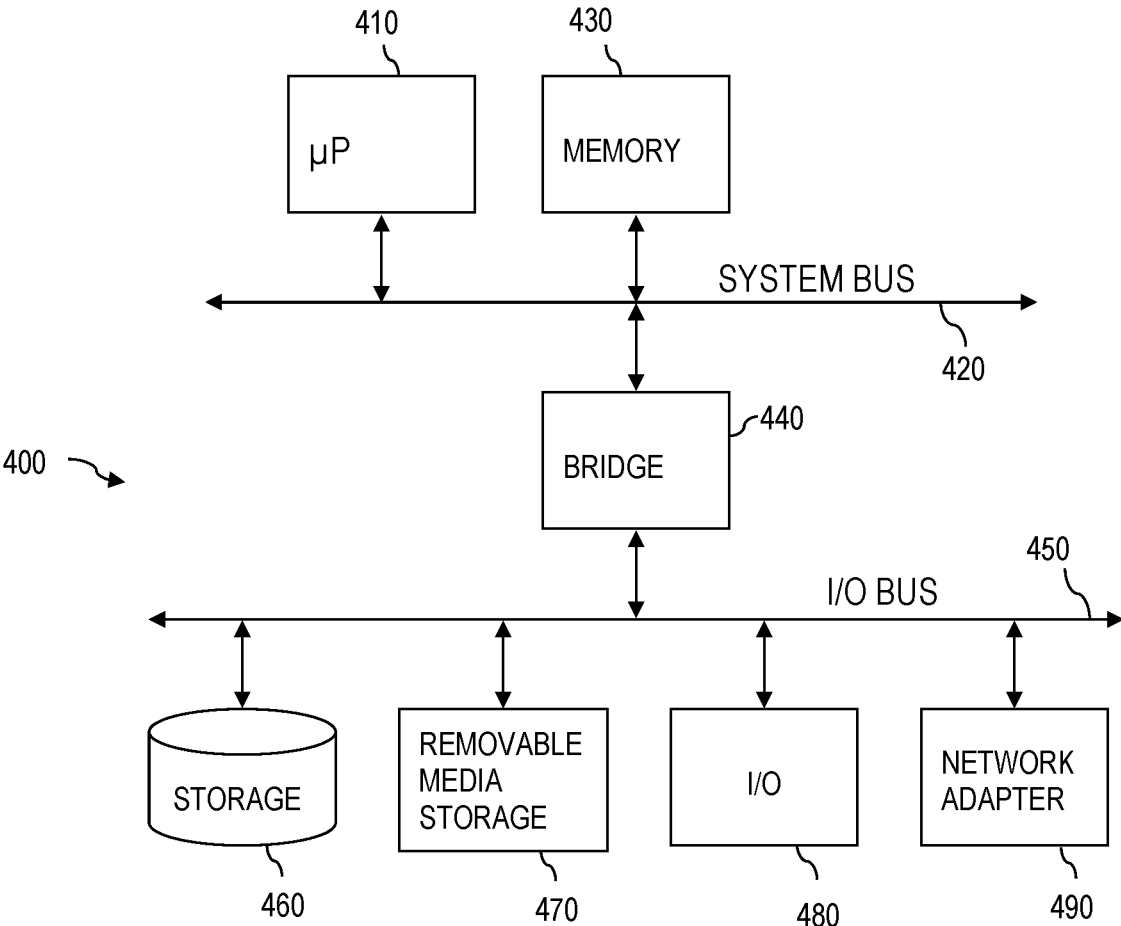 410
430
µP
MEMORY
SYSTEM BUS
420
440
BRIDGE
400
450
I/O BUS
STORAGE
REMOVABLE
MEDIA
STORAGE
I/O
NETWORK
ADAPTER
460
470
480
490